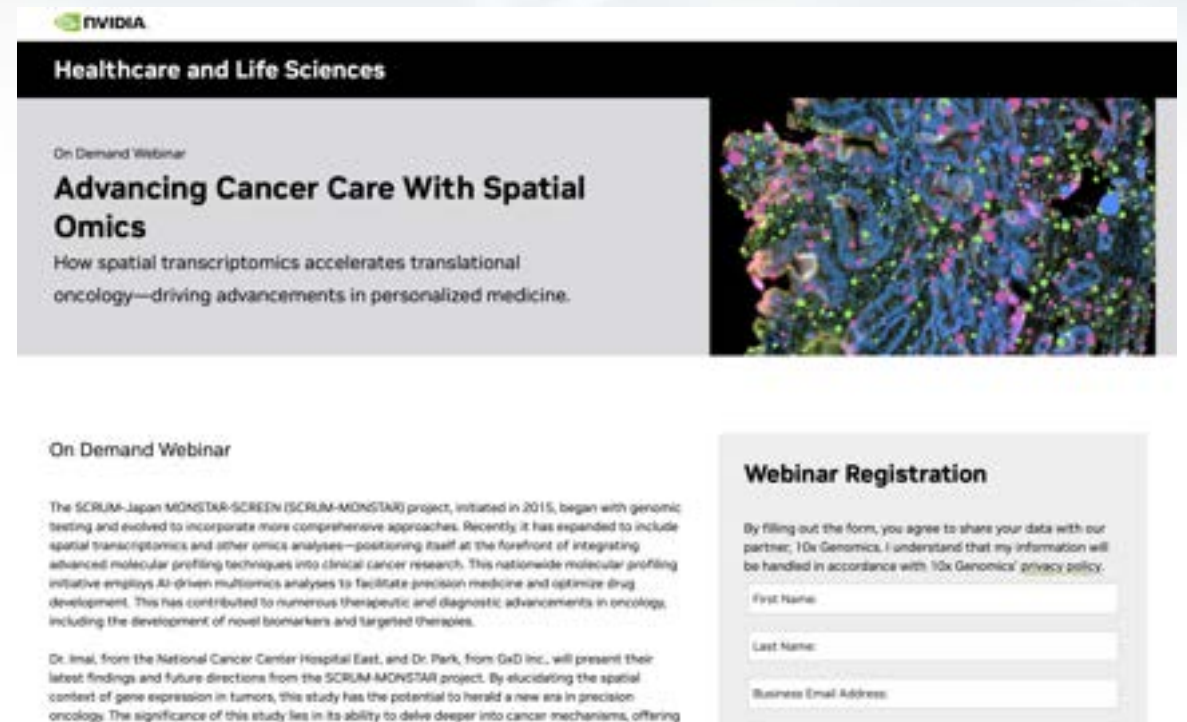 NVIDIA.
Healthcare and Life Sciences
On Demand Webinar
Advancing Cancer Care With Spatial
Omics
How spatial transcriptomics accelerates translational
oncology—driving advancements in personalized medicine.
On Demand Webinar
The SCRUM-Japan MONSTAR-SCREEN (SCRUM-MONSTAR) project, initiated in 2015, began with genomic
testing and evolved to incorporate more comprehensive approaches. Recently, it has expanded to include
spatial transcriptomics and other omics analyses—positioning itself at the forefront of integrating
advanced molecular profiling techniques into clinical cancer research. This nationwide molecular profiling
initiative employs AI-driven multiomics analyses to facilitate precision medicine and optimize drug
development. This has contributed to numerous therapeutic and diagnostic advancements in oncology,
including the development of novel biomarkers and targeted therapies.
Dr. Imai, from the National Cancer Center Hospital East, and Dr. Park, from GxD Inc., will present their
latest findings and future directions from the SCRUM-MONSTAR project. By elucidating the spatial
context of gene expression in tumors, this study has the potential to herald a new era in precision
oncology. The significance of this study lies in its ability to delve deeper into cancer mechanisms, offering
Webinar Registration
By filling out the form, you agree to share your data with our
partner, 10x Genomics. I understand that my information will
be handled in accordance with 10x Genomics' privacy policy.
First Name:
Last Name:
Business Email Address: